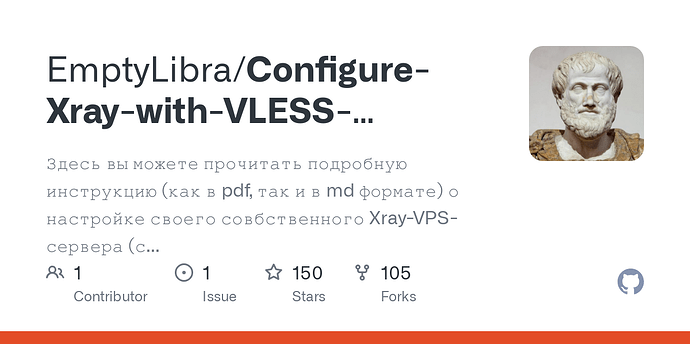 EmptyLibra/Configure-
Xray-with-VLESS-...
Здесь вы можете прочитать подробную
инструкцию (как в pdf, так и в md формате) о
настройке своего совбственного Xray-VPS-
сервера (с...
1
Contributor
1
Issue
150
Stars
105
Forks